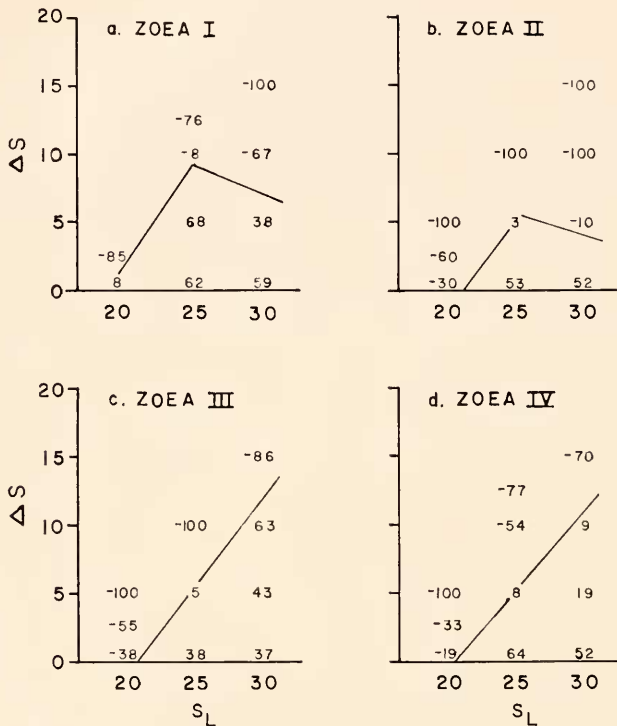 a. ZOEA I
20
15
10
5
0
ΔS
-100
-76
-8 -67
68 38
-85
8 62 59
20 25 30
b. ZOEA II
-100
-100 -100
-100 3 -10
-60
-30 53 52
20 25 30
c. ZOEA III
20
15
10
5
0
ΔS
-86
-100 63
-100 5 43
-55
-38 38 37
20 25 30
S_L
d. ZOEA IV
-70
-77
-54 9
-100 8 19
-33
-19 64 52
20 25 30
S_L